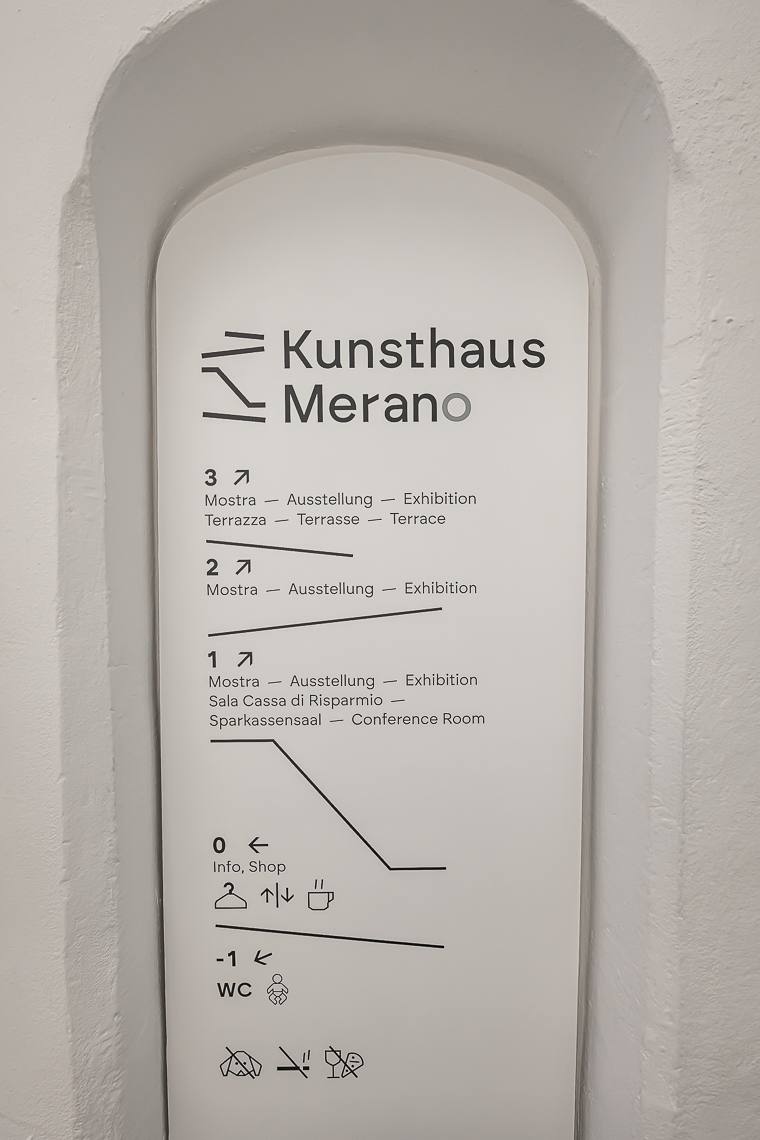 Kunsthaus
Merano
3 ↗
Mostra — Ausstellung — Exhibition
Terrazza — Terrasse — Terrace
2 ↗
Mostra — Ausstellung — Exhibition
1 ↗
Mostra — Ausstellung — Exhibition
Sala Cassa di Risparmio —
Sparkassensaal — Conference Room
0 ←
Info, Shop
-1 ↙
WC